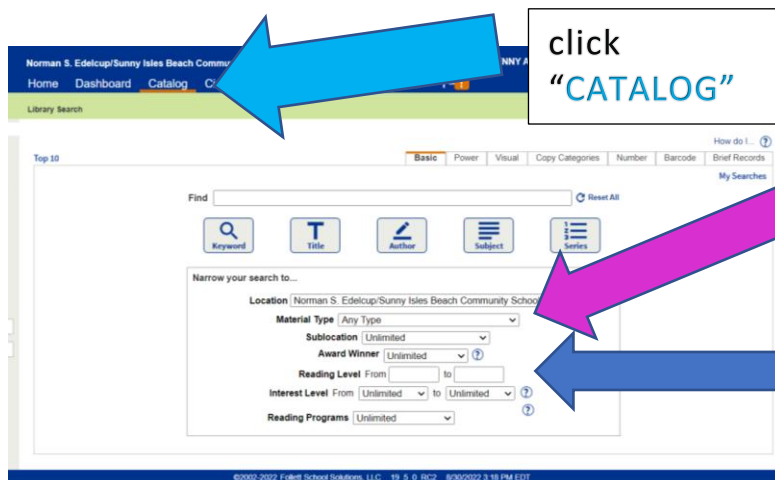 click
“CATALOG”
Norman S. Edelcup/Sunny Isles Beach
Home Dashboard Catalog
Library Search
How do I... ?
Top 10
Basic Power Visual Copy Categories Number Barcode Brief Records
My Searches
Find Reset All
Keyword Title Author Subject Series
Narrow your search to...
Location Norman S. Edelcup/Sunny Isles Beach Community School
Material Type Any Type
Sublocation Unlimited
Award Winner Unlimited ?
Reading Level From to
Interest Level From Unlimited to Unlimited ?
Reading Programs Unlimited ?
©2002-2022 Follett School Solutions, LLC 19_5_0_RC2 8/30/2022 3:18 PM EDT